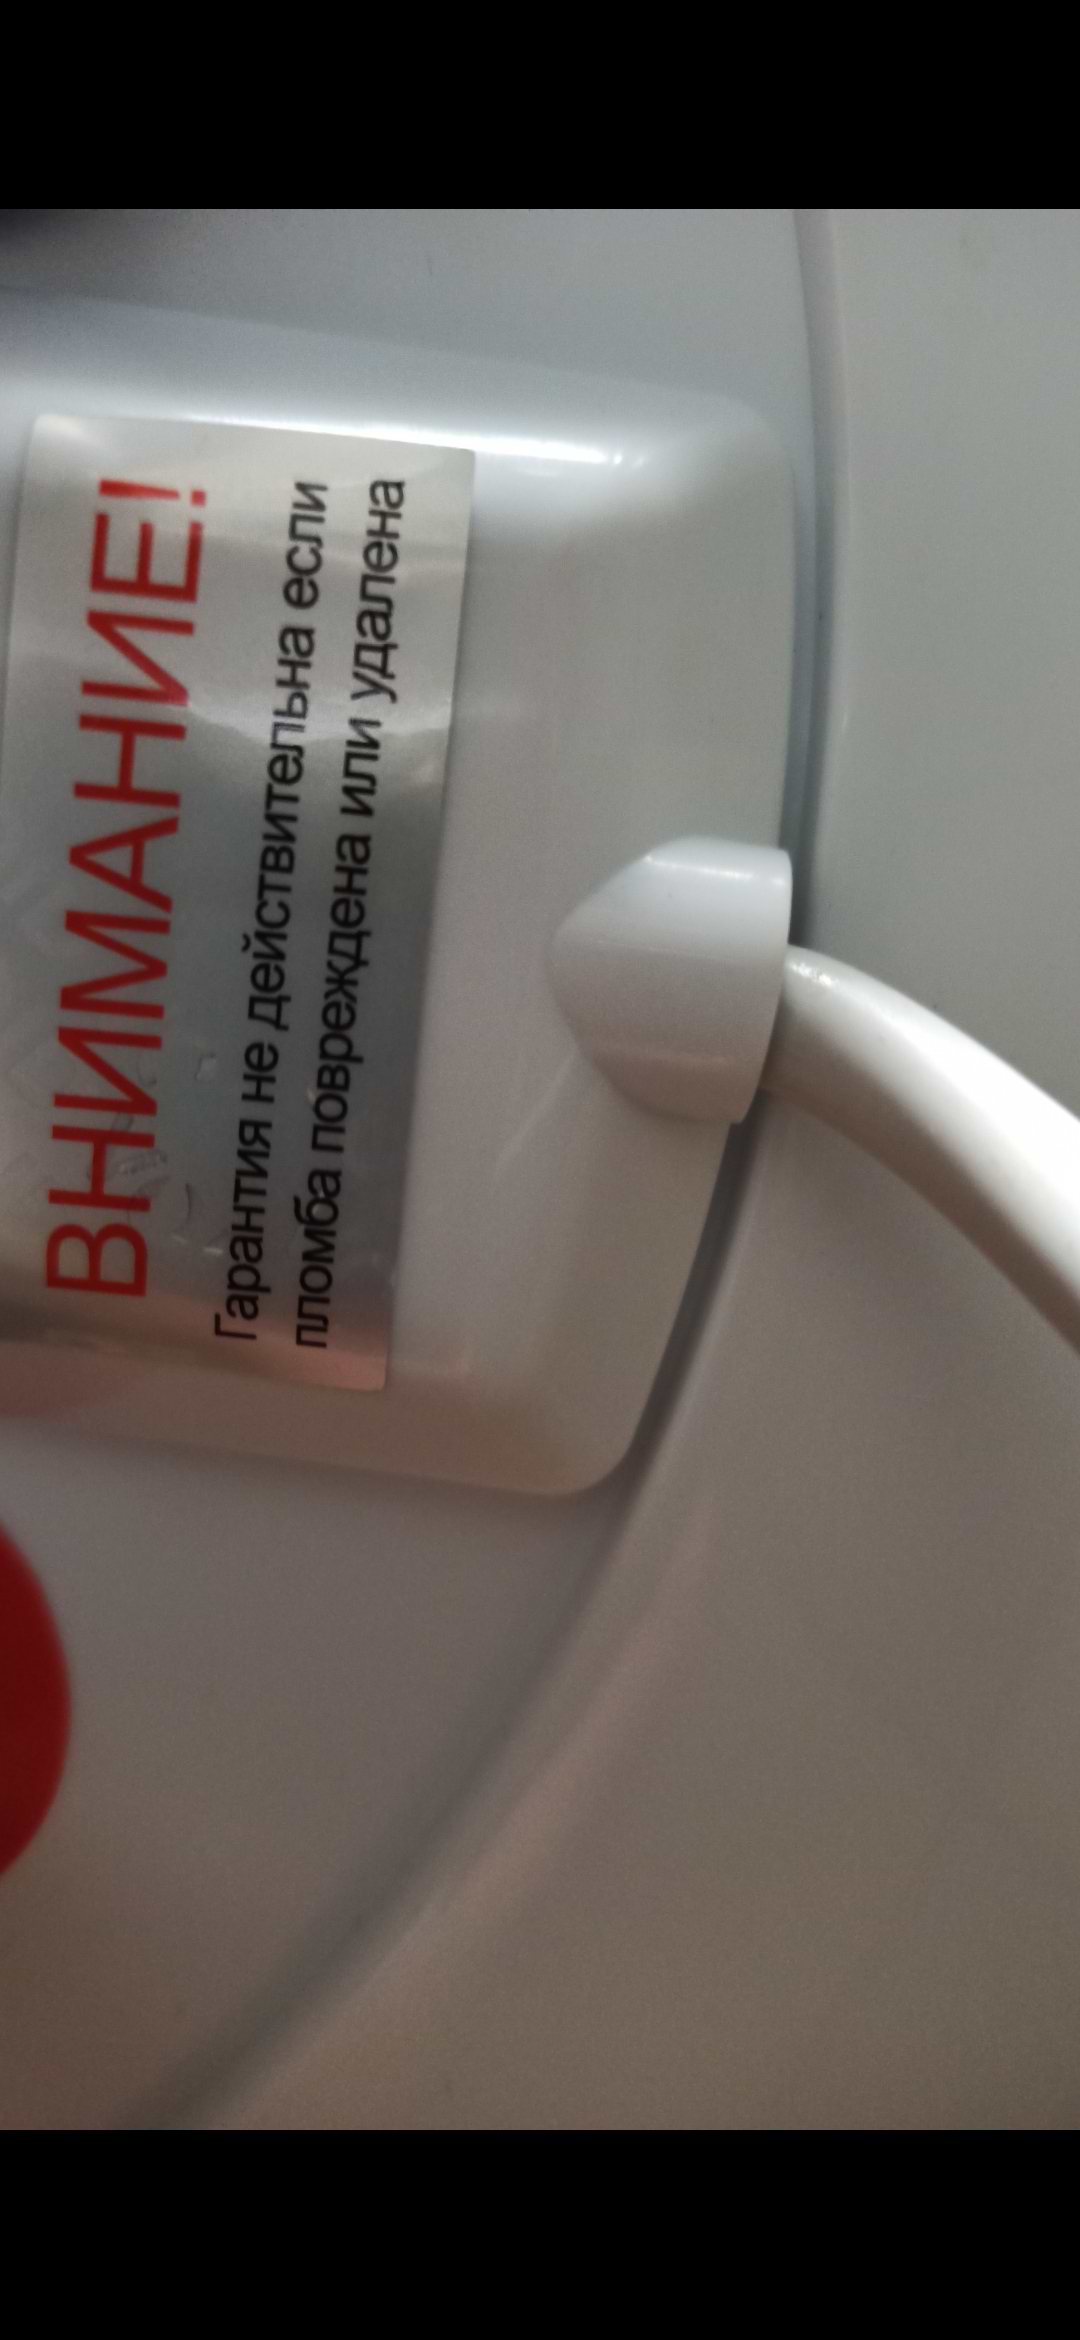 ВНИМАНИЕ!
Гарантия не действительна если
пломба повреждена или удалена